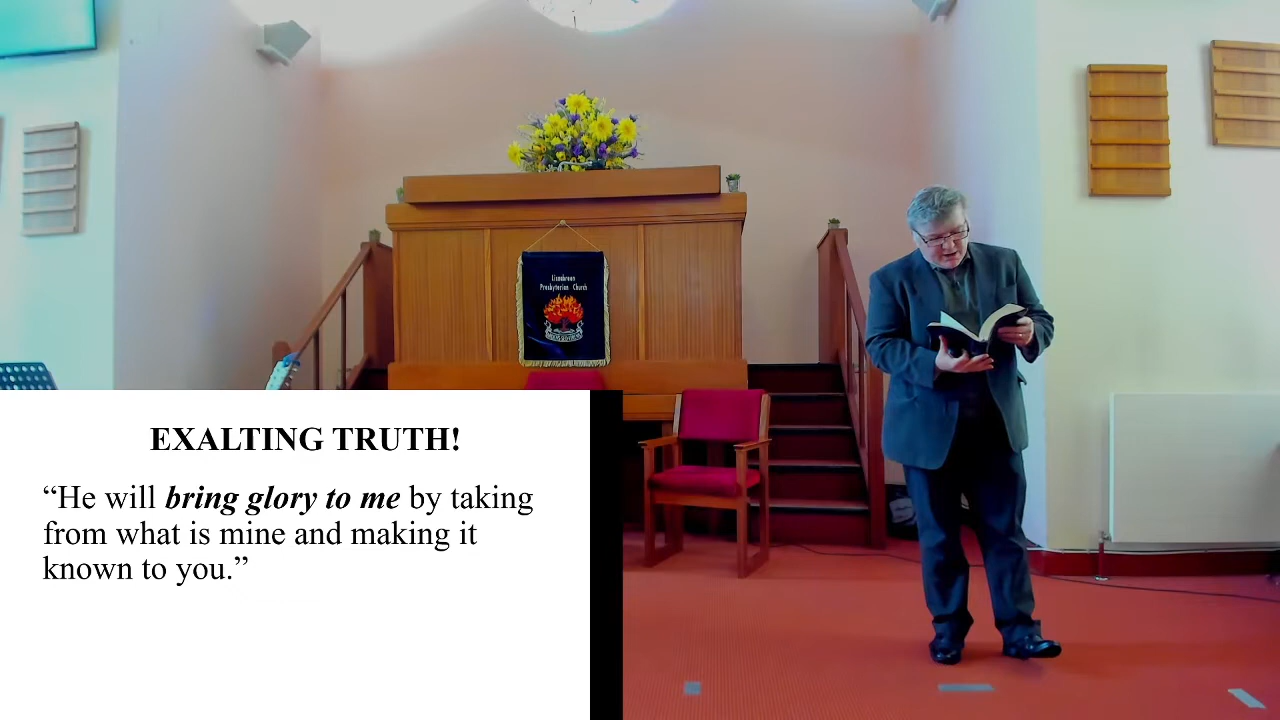 Lisnabreen
Presbyterian Church
EXALTING TRUTH!
“He will bring glory to me by taking
from what is mine and making it
known to you.”